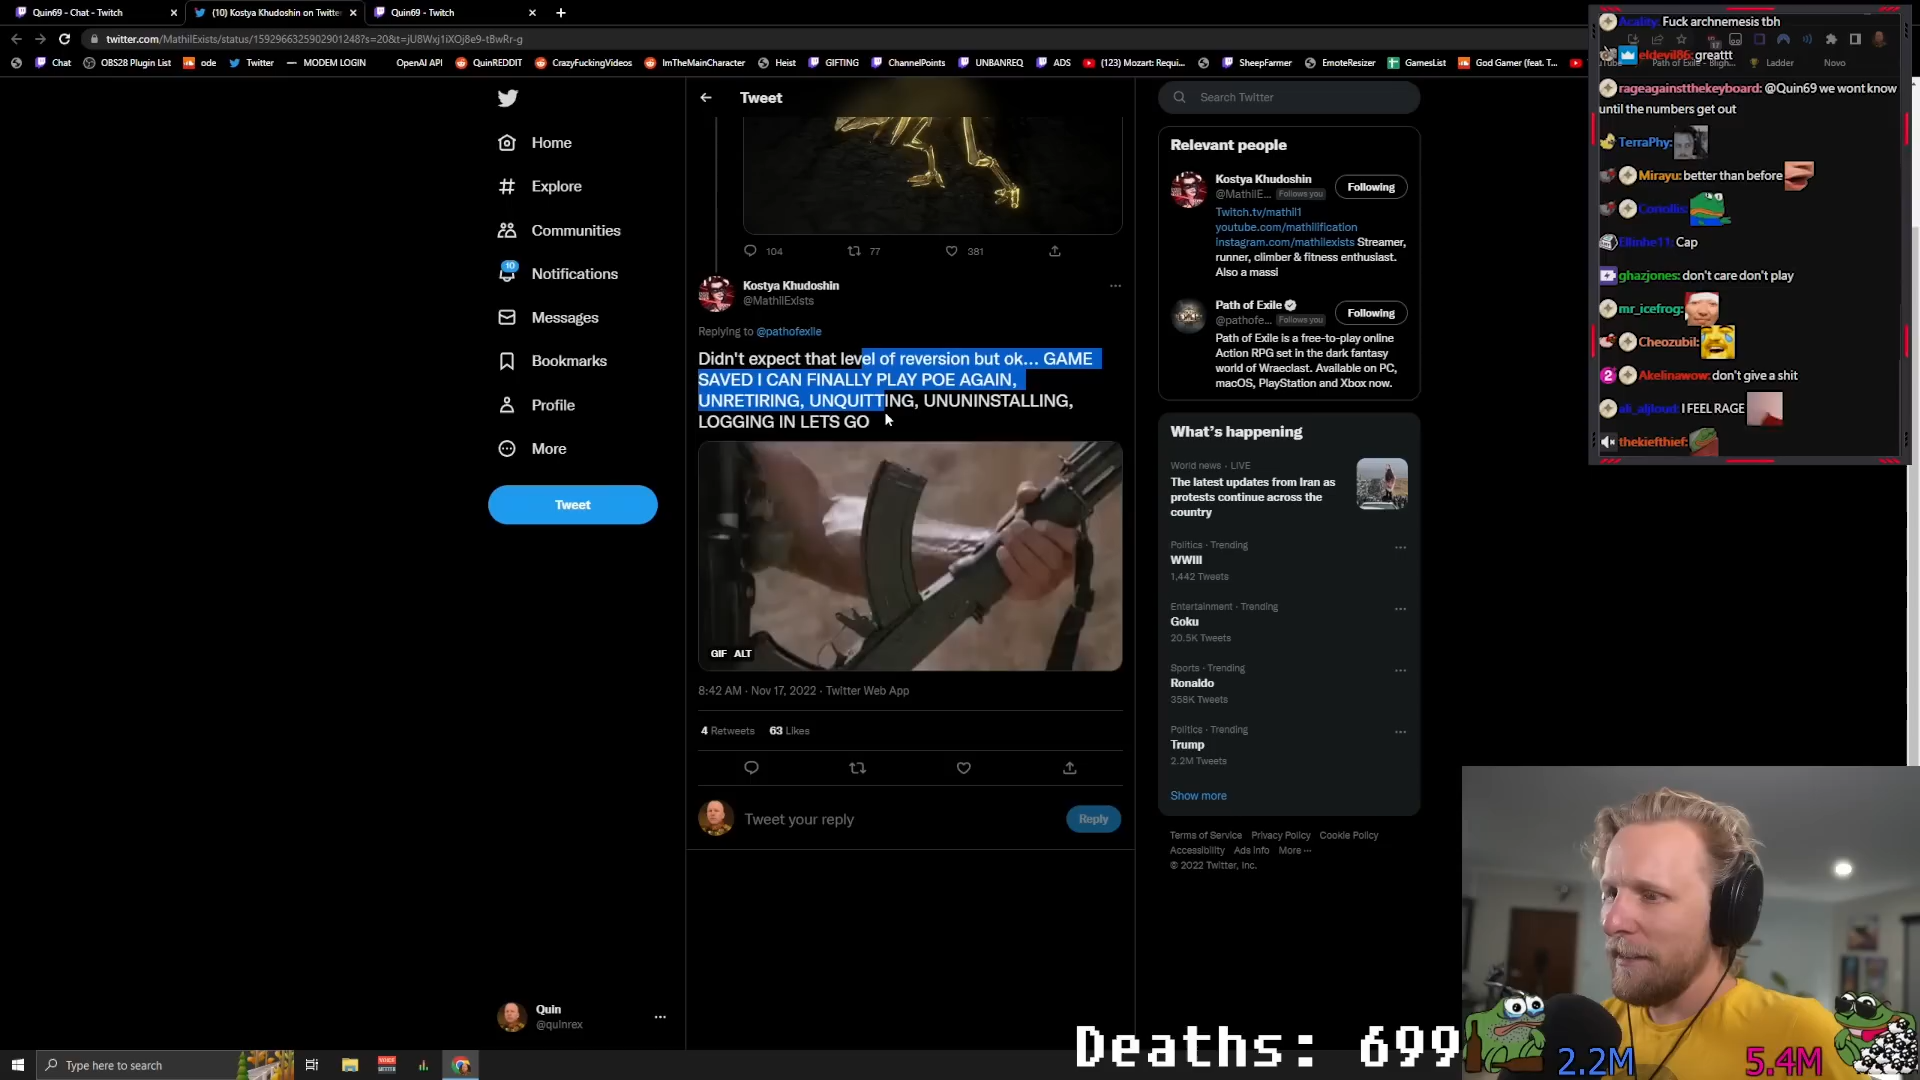 Quin69 - Chat - Twitch
(10) Kostya Khudoshin on Twitte
Quin69 - Twitch
twitter.com/MathilExists/status/1592966325902901248?s=20&t=jU8Wxj1iXOj8e9-tBwRr-g
Chat
OBS28 Plugin List
ode
Twitter
MODEM LOGIN
OpenAI API
QuinREDDIT
CrazyFuckingVideos
ImTheMainCharacter
Heist
GIFTING
ChannelPoints
UNBANREQ
ADS
(123) Mozart: Requi...
SheepFarmer
EmoteResizer
GamesList
God Gamer (feat. T...
Path of Exile - Bligh...
Ladder
Novo
Home
Explore
Communities
10
Notifications
Messages
Bookmarks
Profile
More
Tweet
Quin
@quinrex
Tweet
104
77
381
Kostya Khudoshin
@MathilExists
Replying to @pathofexile
Didn't expect that level of reversion but ok... GAME
SAVED I CAN FINALLY PLAY POE AGAIN,
UNRETIRING, UNQUITTING, UNUNINSTALLING,
LOGGING IN LETS GO
GIF ALT
8:42 AM · Nov 17, 2022 · Twitter Web App
4 Retweets 63 Likes
Tweet your reply
Reply
Search Twitter
Relevant people
Kostya Khudoshin
@MathilE... Follows you
Following
Twitch.tv/mathil1
youtube.com/mathilification
instagram.com/mathilexists Streamer,
runner, climber & fitness enthusiast.
Also a massi
Path of Exile
@pathofe... Follows you
Following
Path of Exile is a free-to-play online
Action RPG set in the dark fantasy
world of Wraeclast. Available on PC,
macOS, PlayStation and Xbox now.
What's happening
World news · LIVE
The latest updates from Iran as
protests continue across the
country
Politics · Trending
WWIII
1,442 Tweets
Entertainment · Trending
Goku
20.5K Tweets
Sports · Trending
Ronaldo
358K Tweets
Politics · Trending
Trump
2.2M Tweets
Show more
Terms of Service Privacy Policy Cookie Policy
Accessibility Ads info More ...
© 2022 Twitter, Inc.
Acality: Fuck archnemesis tbh
eldevil86: greattt
rageagainstthekeyboard: @Quin69 we wont know
until the numbers get out
TerraPhy:
Mirayu: better than before
Coriollis:
Ellinhe11: Cap
ghazjones: don't care don't play
mr_icefrog:
Cheozubil:
Akelinawow: don't give a shit
ali_aljloud: I FEEL RAGE
thekiefthief:
Deaths: 699
2.2M
5.4M
Type here to search